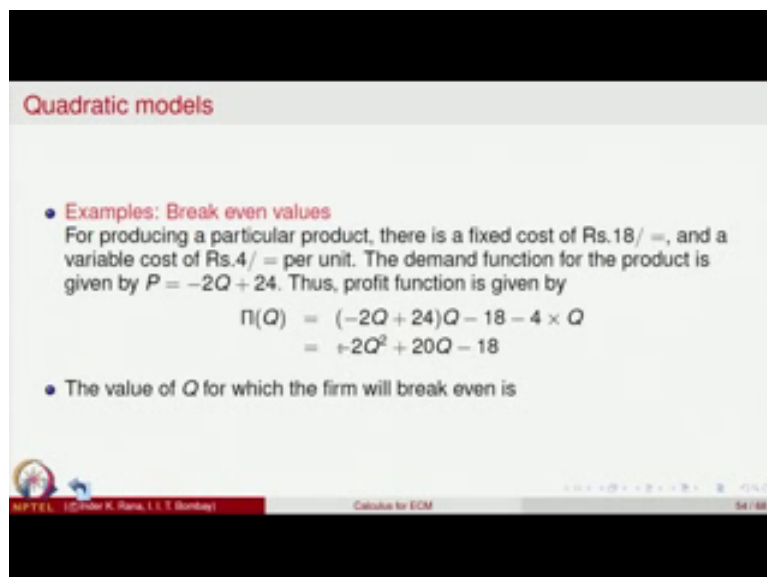 Quadratic models
Examples: Break even values
For producing a particular product, there is a fixed cost of Rs.18/ =, and a
variable cost of Rs.4/ = per unit. The demand function for the product is
given by P = −2Q + 24. Thus, profit function is given by
Π(Q) = (−2Q + 24)Q − 18 − 4 × Q
= −2Q² + 20Q − 18
The value of Q for which the firm will break even is
NPTEL
K. Rana, I. I. T. Bombay) Calculus for ECM 54 / 68